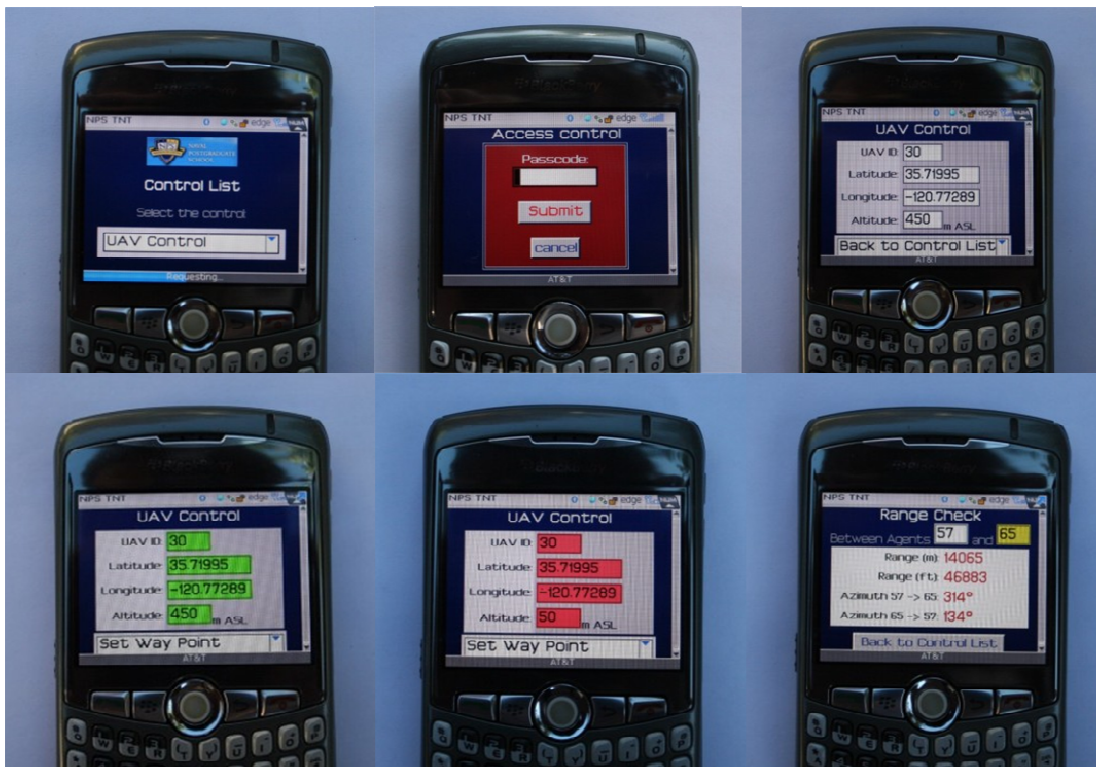 NPS TNT edge
NAVAL
POSTGRADUATE
SCHOOL
Control List
Select the control
UAV Control
Requesting...
BlackBerry
NPS TNT edge
Access control
Passcode:
Submit
cancel
AT&T
NPS TNT edge
UAV Control
UAV ID: 30
Latitude: 35.71995
Longitude: -120.77289
Altitude: 450 m ASL
Back to Control List
AT&T
BlackBerry
NPS TNT edge
UAV Control
UAV ID: 30
Latitude: 35.71995
Longitude: -120.77289
Altitude: 450 m ASL
Set Way Point
AT&T
BlackBerry
NPS TNT edge
UAV Control
UAV ID: 30
Latitude: 35.71995
Longitude: -120.77289
Altitude: 50 m ASL
Set Way Point
AT&T
BlackBerry
NPS TNT edge
Range Check
Between Agents 57 and 65
Range (m): 14065
Range (ft): 46883
Azimuth 57 -> 65: 314°
Azimuth 65 -> 57: 134°
Back to Control List
AT&T